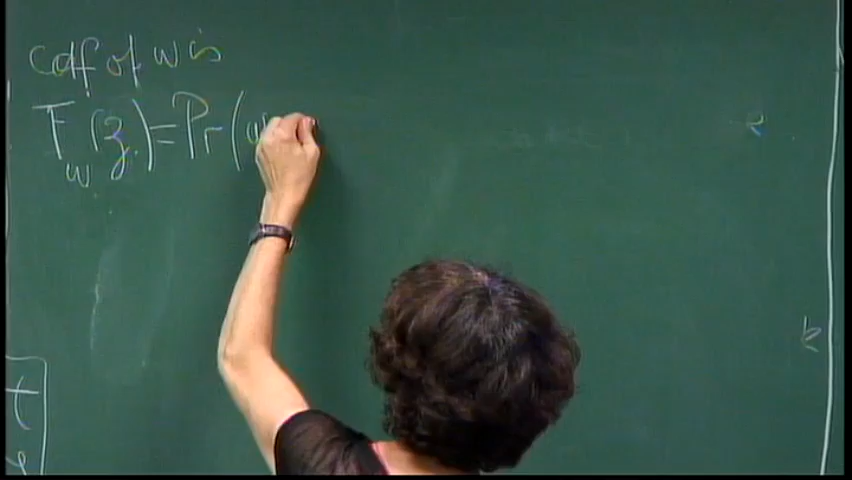 cdf of w is
F_w(z) = Pr(w